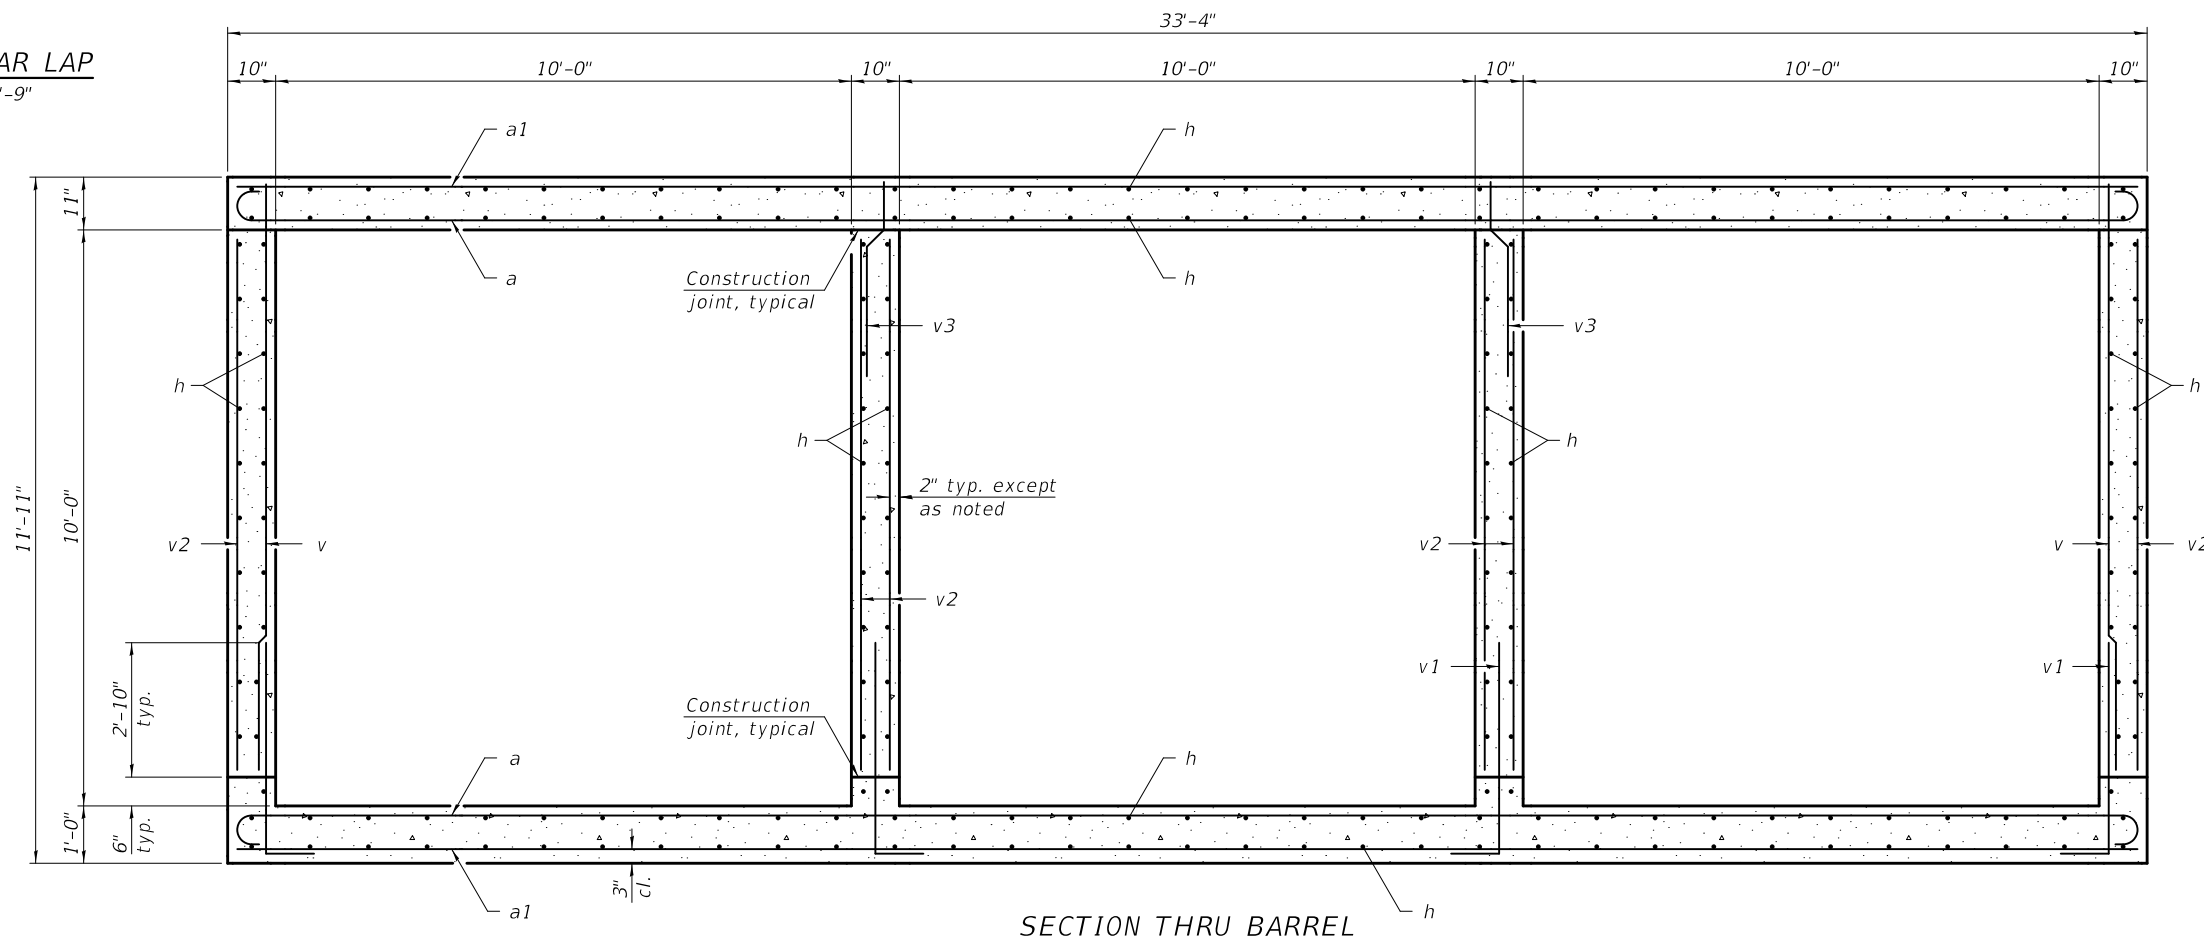 33'-4"
AR LAP
'-9"
10" 10'-0" 10" 10'-0" 10" 10'-0" 10"
a1
h
11"
Construction
joint, typical
a
h
v3
v3
h
h
h
h
2" typ. except
as noted
11'-11"
10'-0"
v2
v
v2
v
v2
v2
v1
v1
2'-10"
typ.
Construction
joint, typical
a
h
1'-0"
6"
typ.
3"
cl.
a1
h
SECTION THRU BARREL